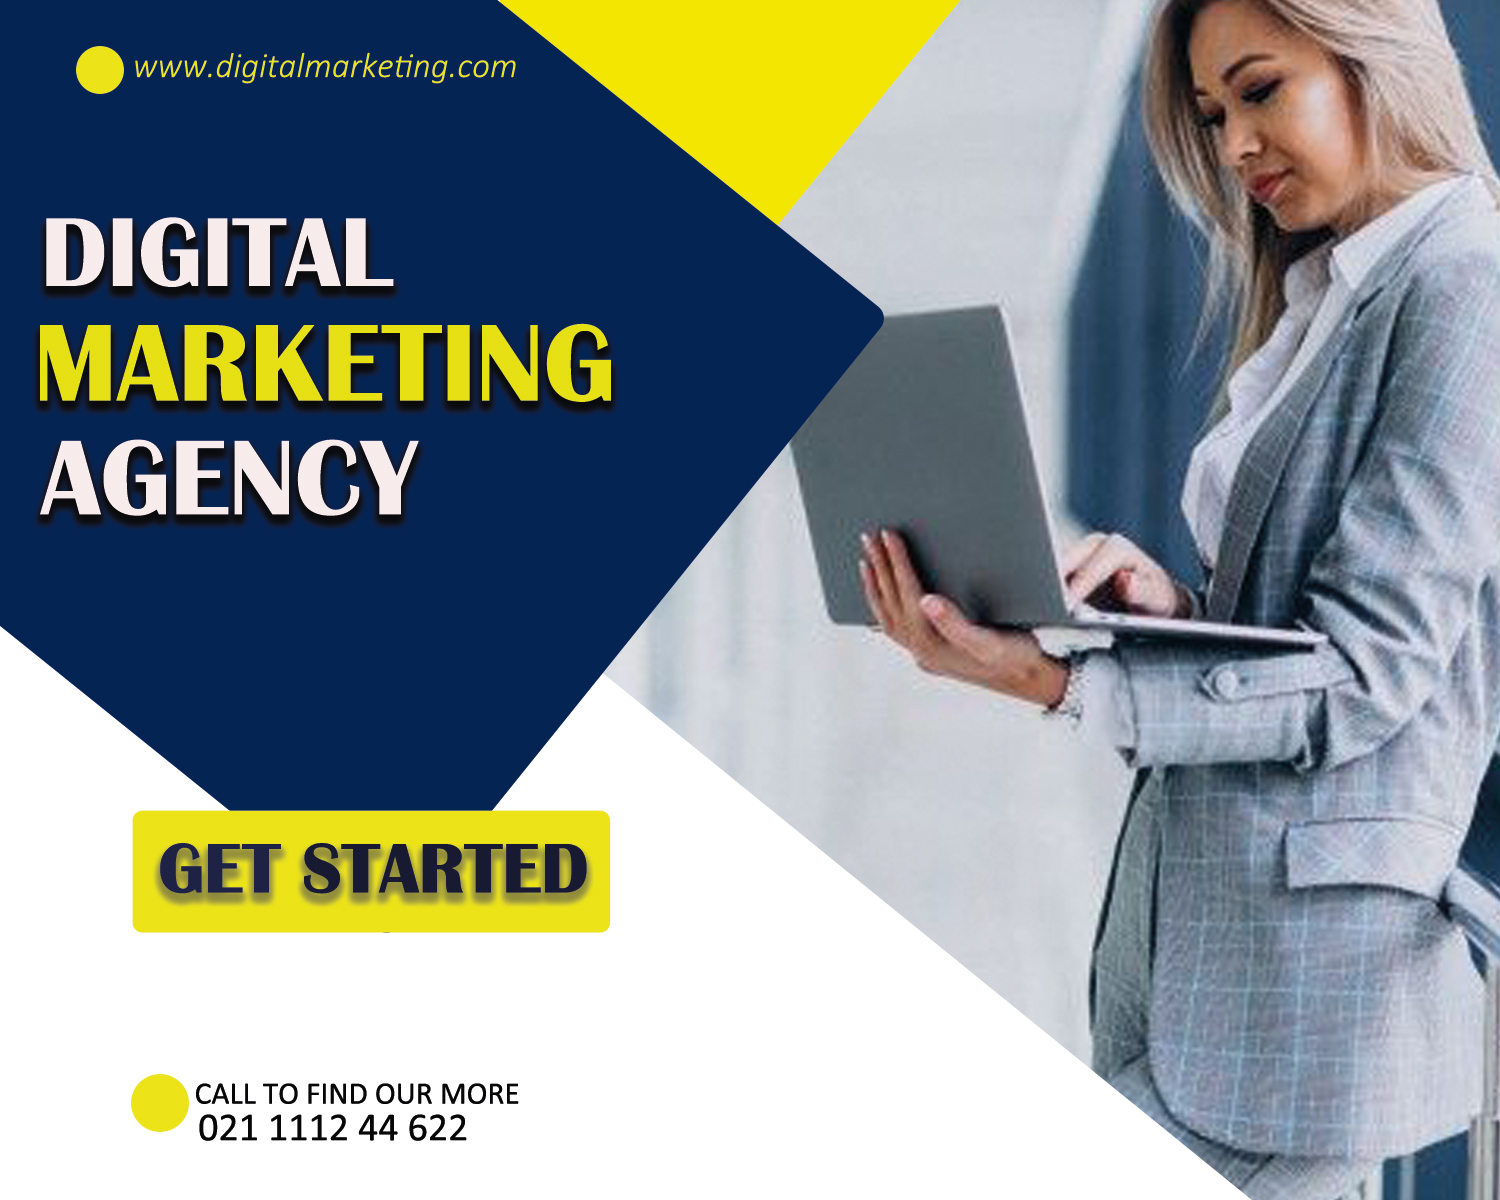 www.digitalmarketing.com
DIGITAL
MARKETING
AGENCY
GET STARTED
CALL TO FIND OUR MORE
021 1112 44 622